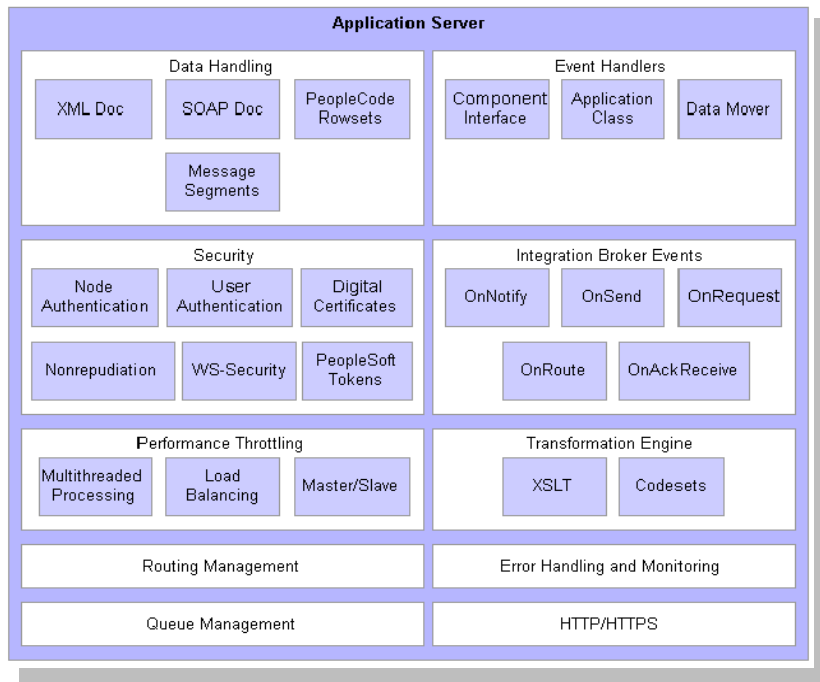 Application Server
Data Handling
XML Doc
SOAP Doc
PeopleCode
Rowsets
Message
Segments
Event Handlers
Component
Interface
Application
Class
Data Mover
Security
Node
Authentication
User
Authentication
Digital
Certificates
Nonrepudiation
WS-Security
PeopleSoft
Tokens
Integration Broker Events
OnNotify
OnSend
OnRequest
OnRoute
OnAckReceive
Performance Throttling
Multithreaded
Processing
Load
Balancing
Master/Slave
Transformation Engine
XSLT
Codesets
Routing Management
Error Handling and Monitoring
Queue Management
HTTP/HTTPS